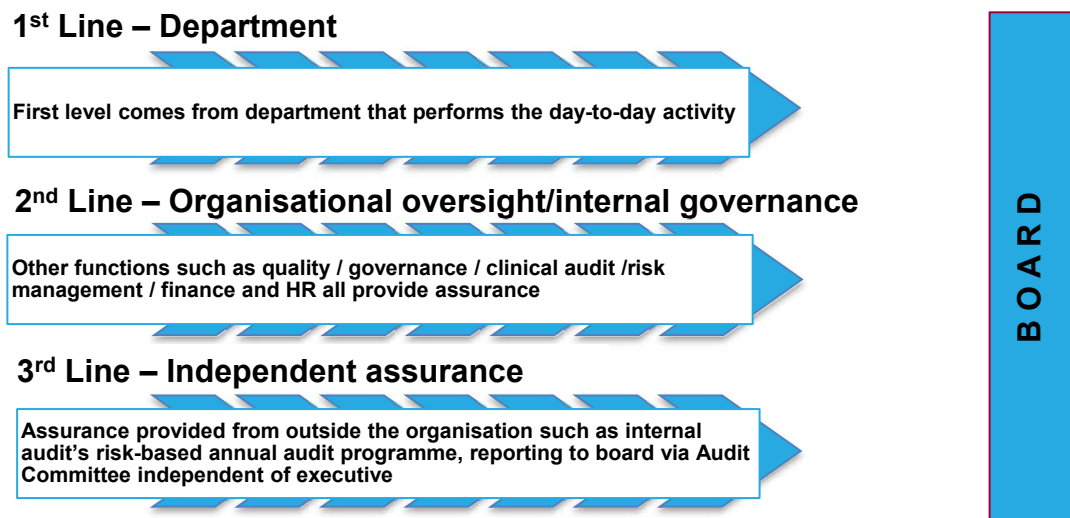 1st Line – Department
First level comes from department that performs the day-to-day activity
2nd Line – Organisational oversight/internal governance
Other functions such as quality / governance / clinical audit /risk
management / finance and HR all provide assurance
3rd Line – Independent assurance
Assurance provided from outside the organisation such as internal
audit's risk-based annual audit programme, reporting to board via Audit
Committee independent of executive
BOARD